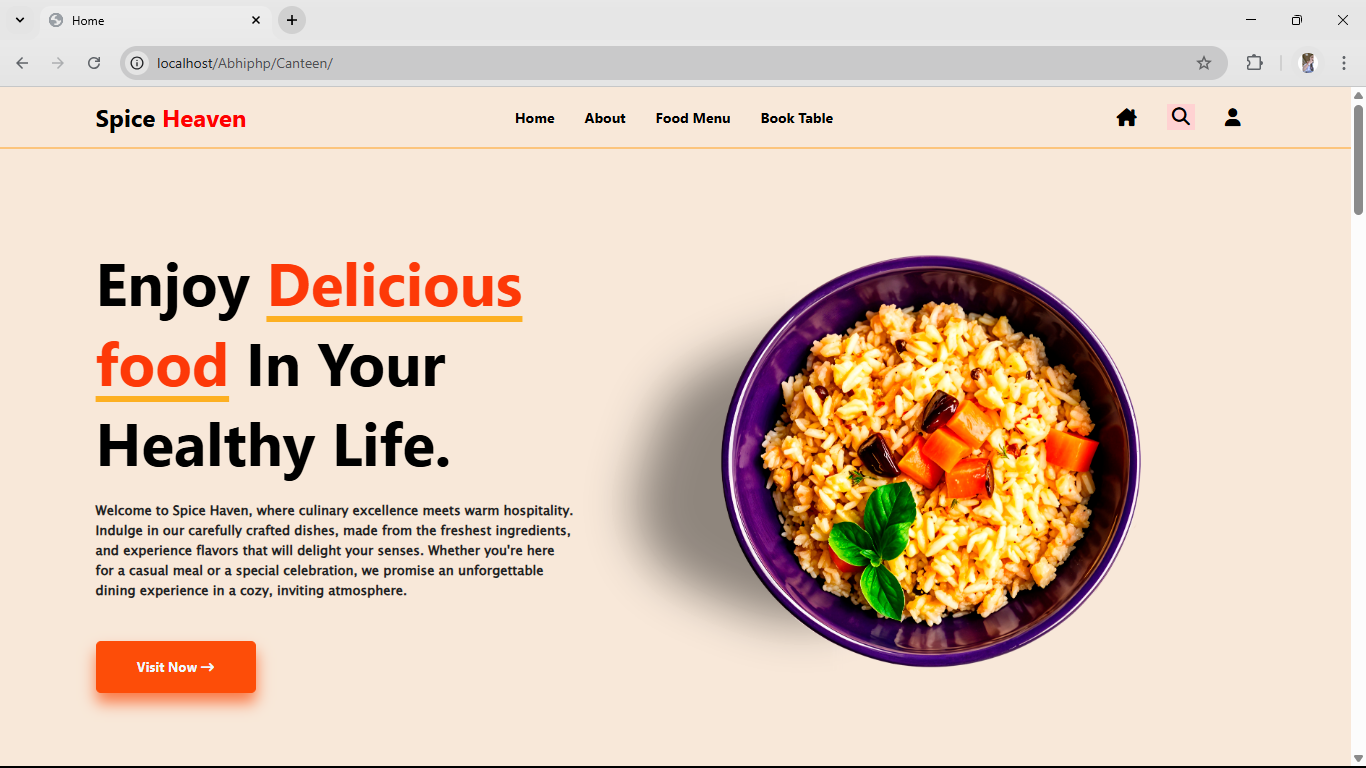 Home
localhost/Abhiphp/Canteen/
Spice Heaven
Home About Food Menu Book Table
Enjoy Delicious
food In Your
Healthy Life.
Welcome to Spice Haven, where culinary excellence meets warm hospitality.
Indulge in our carefully crafted dishes, made from the freshest ingredients,
and experience flavors that will delight your senses. Whether you're here
for a casual meal or a special celebration, we promise an unforgettable
dining experience in a cozy, inviting atmosphere.
Visit Now →